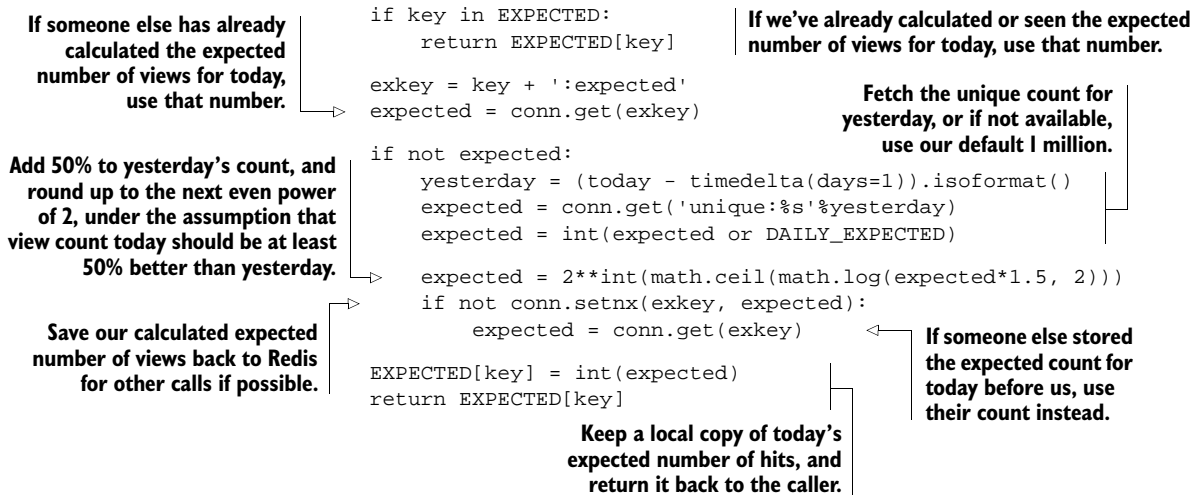 if key in EXPECTED:
return EXPECTED[key]
If we've already calculated or seen the expected
number of views for today, use that number.
If someone else has already
calculated the expected
number of views for today,
use that number.
exkey = key + ':expected'
expected = conn.get(exkey)
Fetch the unique count for
yesterday, or if not available,
use our default 1 million.
if not expected:
yesterday = (today - timedelta(days=1)).isoformat()
expected = conn.get('unique:%s'%yesterday)
expected = int(expected or DAILY_EXPECTED)
Add 50% to yesterday's count, and
round up to the next even power
of 2, under the assumption that
view count today should be at least
50% better than yesterday.
expected = 2**int(math.ceil(math.log(expected*1.5, 2)))
if not conn.setnx(exkey, expected):
expected = conn.get(exkey)
Save our calculated expected
number of views back to Redis
for other calls if possible.
If someone else stored
the expected count for
today before us, use
their count instead.
EXPECTED[key] = int(expected)
return EXPECTED[key]
Keep a local copy of today's
expected number of hits, and
return it back to the caller.